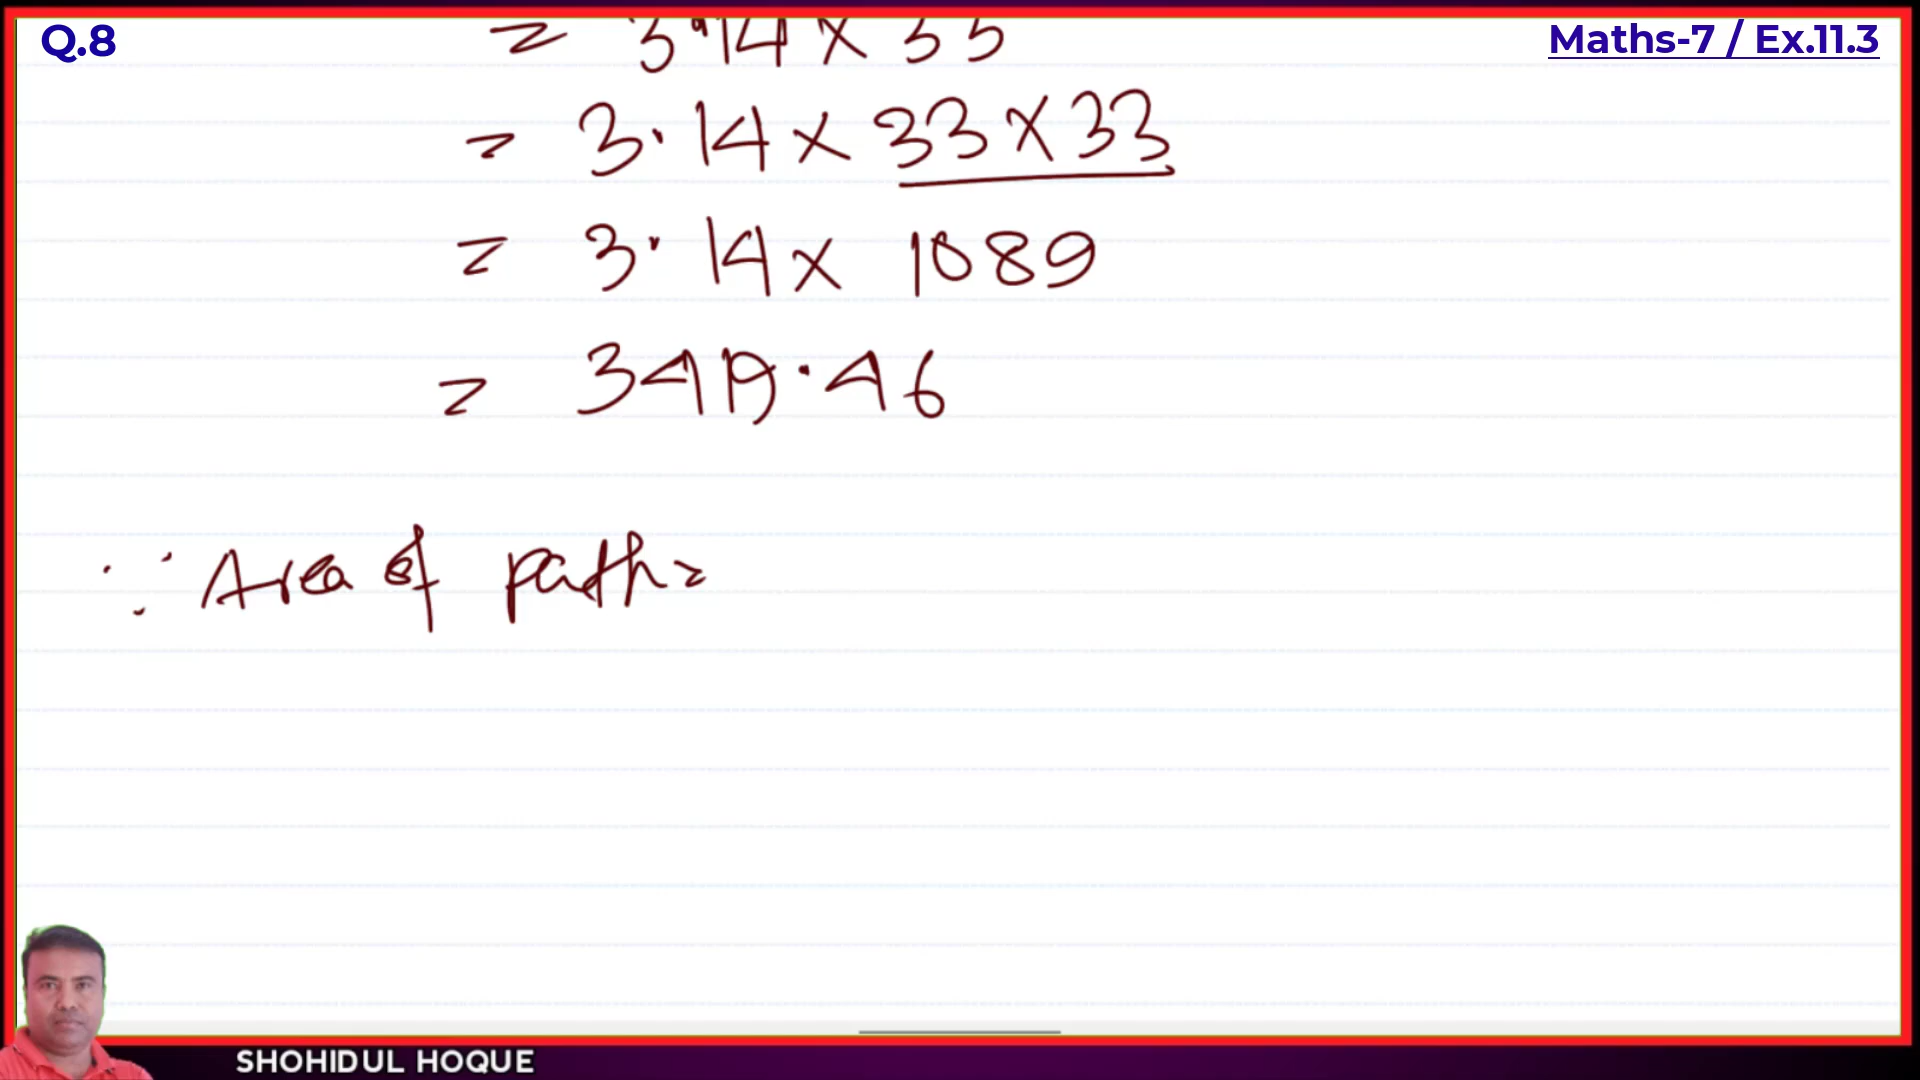 Q.8
Maths-7 / Ex.11.3
= 3.14 x 33
= 3.14 x 33 x 33
= 3.14 x 1089
= 3419.46
∵ Area of path =
SHOHIDUL HOQUE